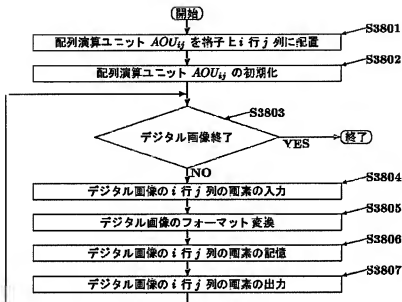 開始
S3801
配列演算ユニット AOUij を格子上 i 行 j 列に配置
S3802
配列演算ユニット AOUij の初期化
S3803
デジタル画像終了
YES
終了
NO
S3804
デジタル画像の i 行 j 列の画素の入力
S3805
デジタル画像のフォーマット変換
S3806
デジタル画像の i 行 j 列の画素の記憶
S3807
デジタル画像の i 行 j 列の画素の出力